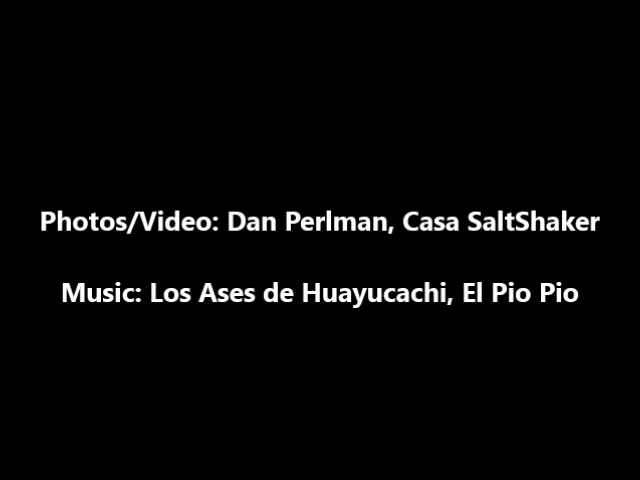 Photos/Video: Dan Perlman, Casa SaltShaker
Music: Los Ases de Huayucachi, El Pio Pio